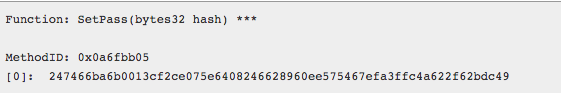 Function: SetPass(bytes32 hash) ***
MethodID: 0x0a6fbb05
[0]: 247466ba6b0013cf2ce075e6408246628960ee575467efa3ffc4a622f62bdc49